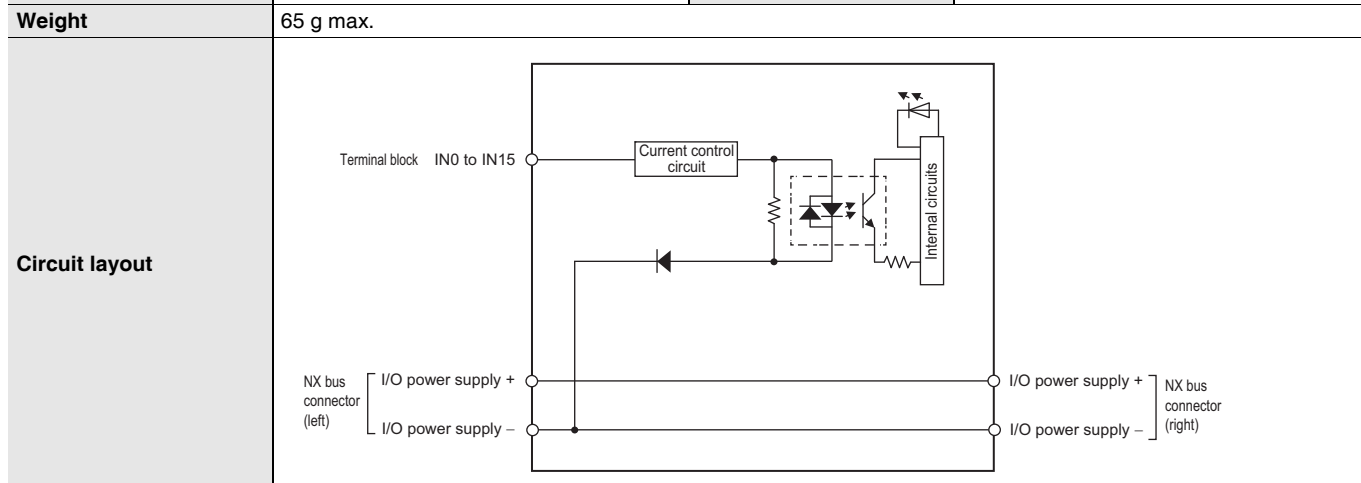 Weight
65 g max.
Circuit layout
Terminal block IN0 to IN15
Current control
circuit
Internal circuits
NX bus
connector
(left)
I/O power supply +
I/O power supply –
I/O power supply +
I/O power supply –
NX bus
connector
(right)